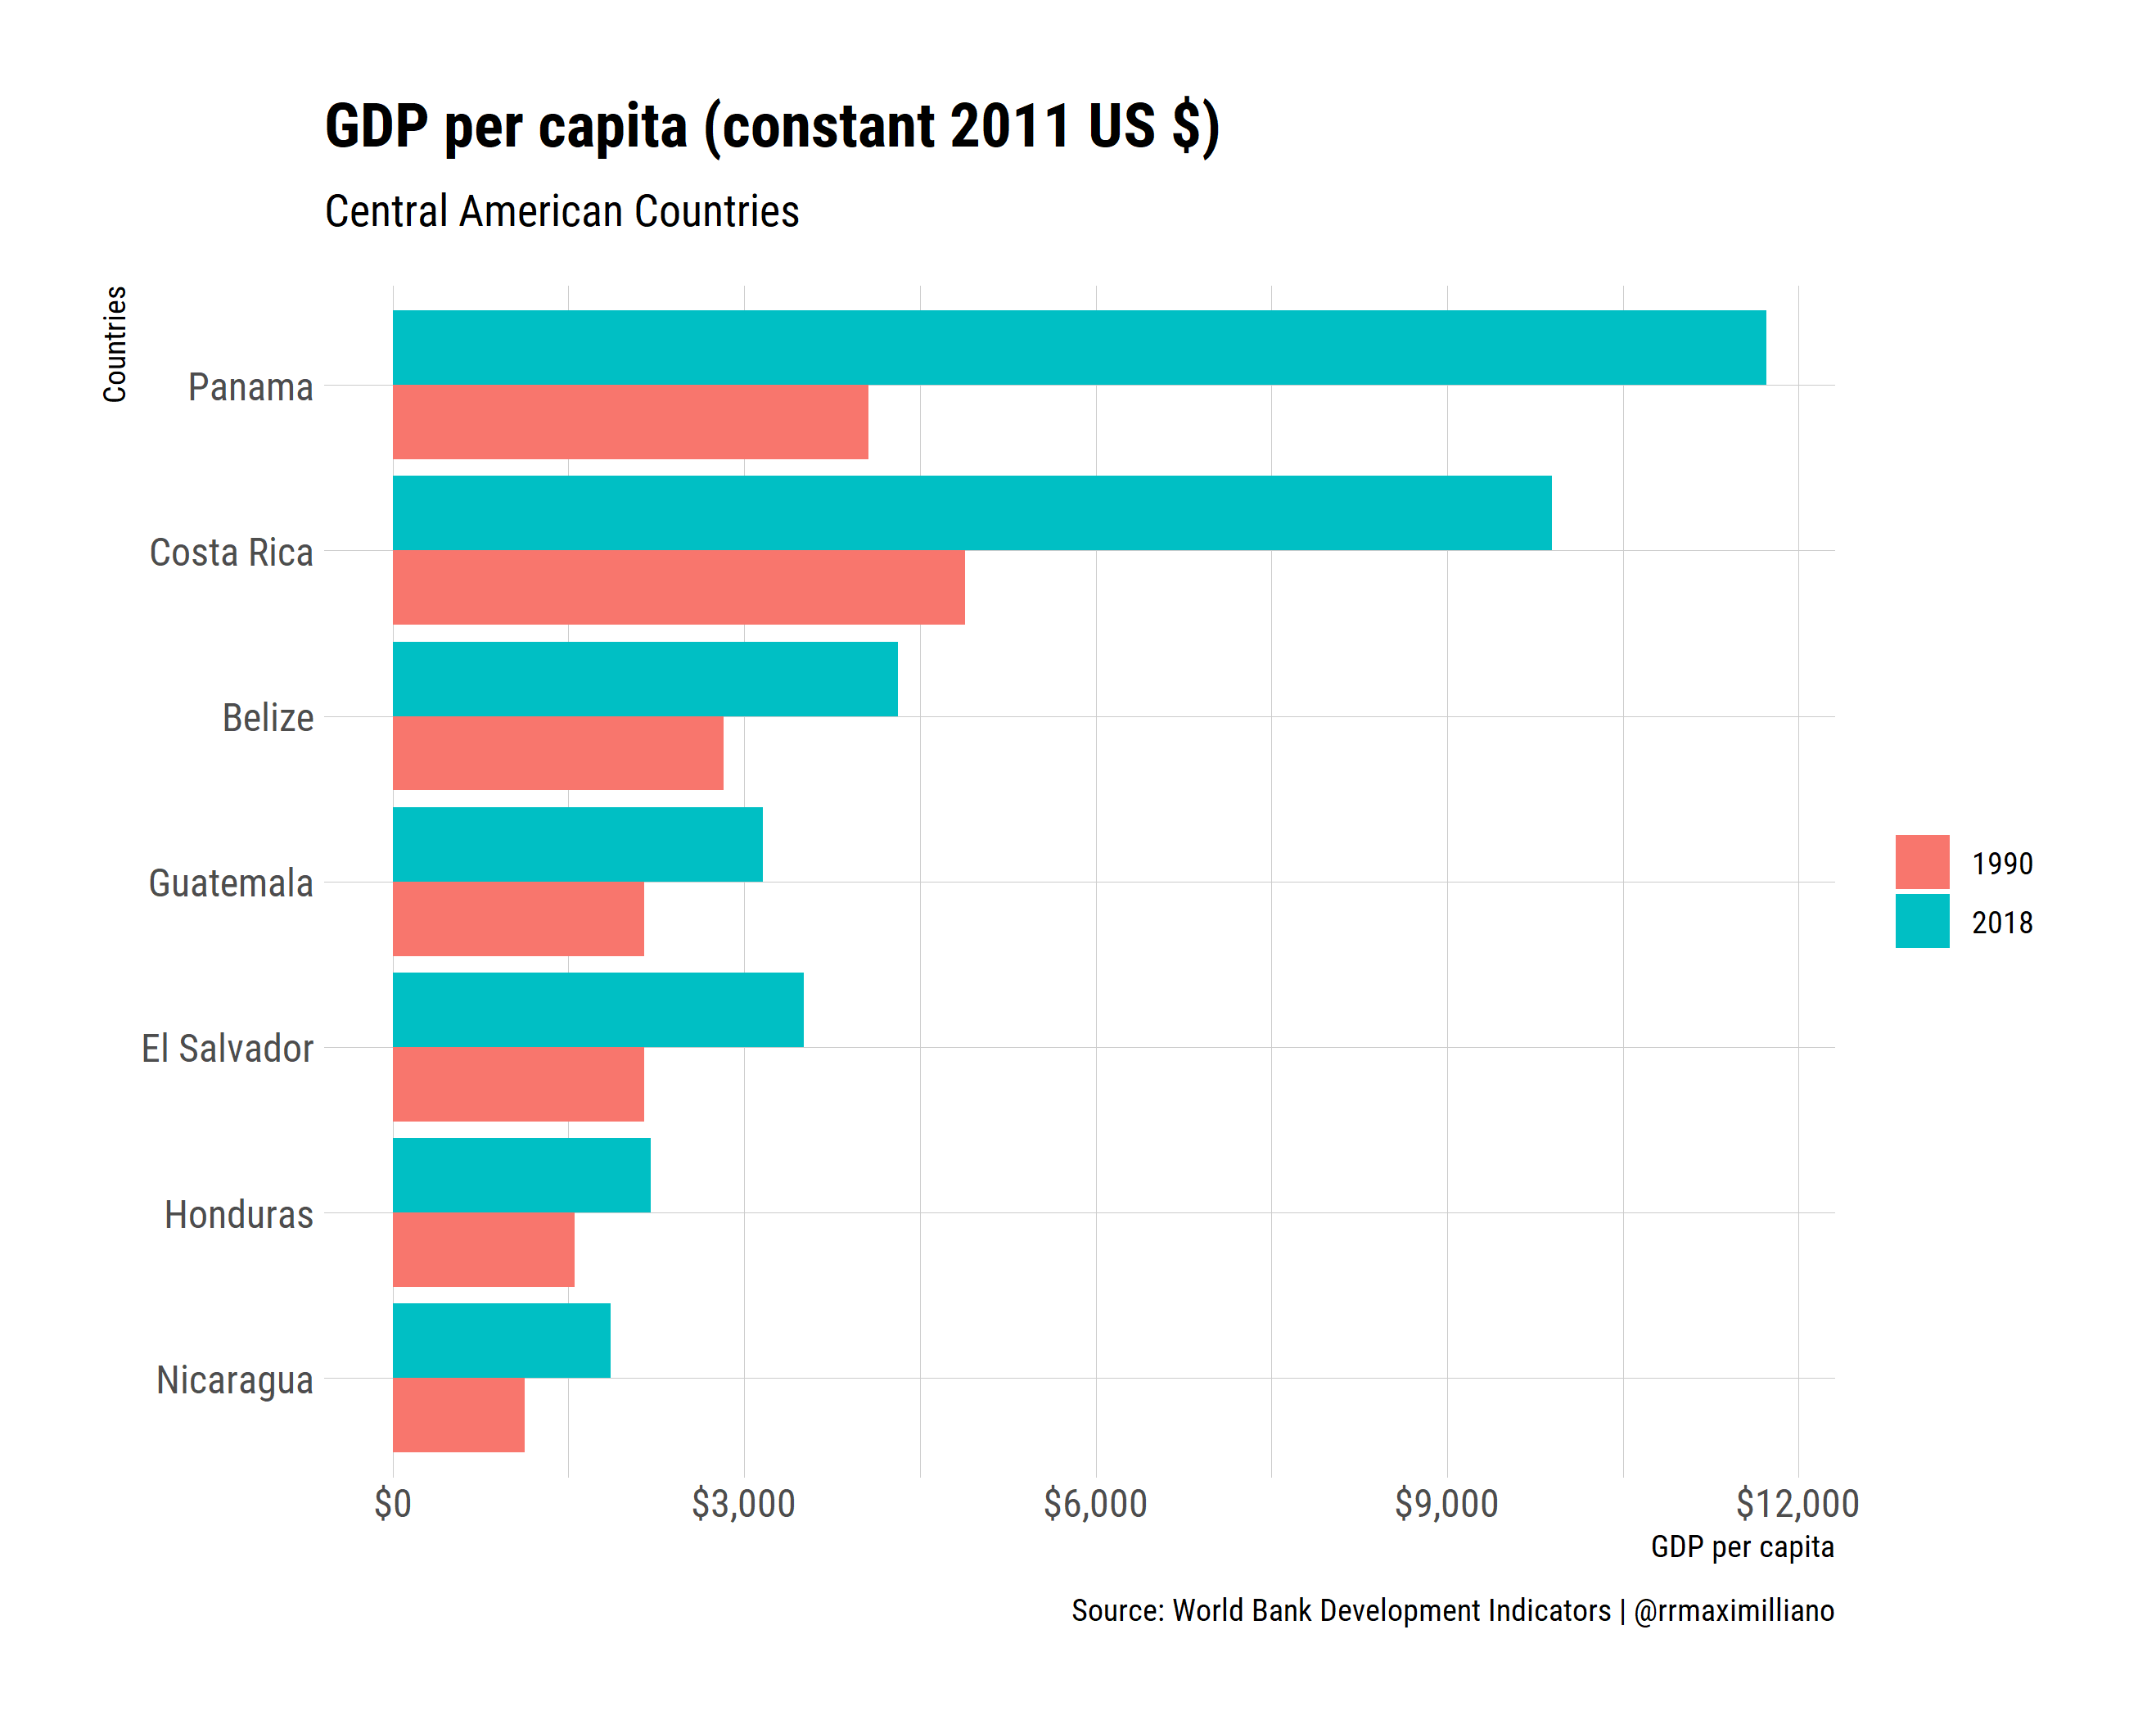 GDP per capita (constant 2011 US $)
Central American Countries
Countries
Panama
Costa Rica
Belize
Guatemala
El Salvador
Honduras
Nicaragua
1990
2018
$0 $3,000 $6,000 $9,000 $12,000
GDP per capita
Source: World Bank Development Indicators | @rrmaximilliano